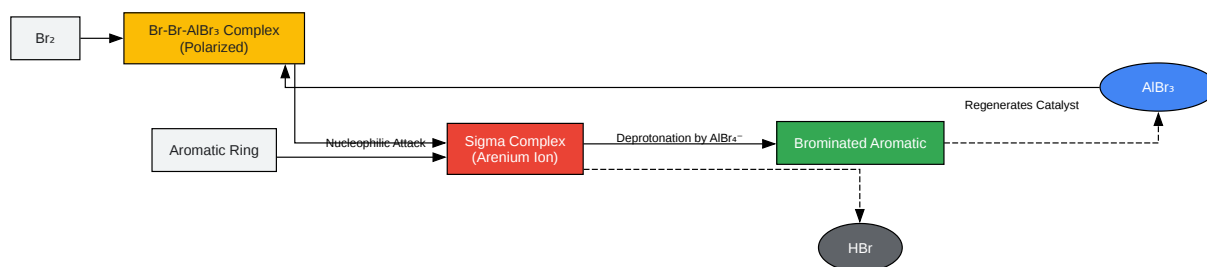 Br₂
Br-Br-AlBr₃ Complex
(Polarized)
AlBr₃
Regenerates Catalyst
Aromatic Ring
Nucleophilic Attack
Sigma Complex
(Arenium Ion)
Deprotonation by AlBr₄⁻
Brominated Aromatic
HBr